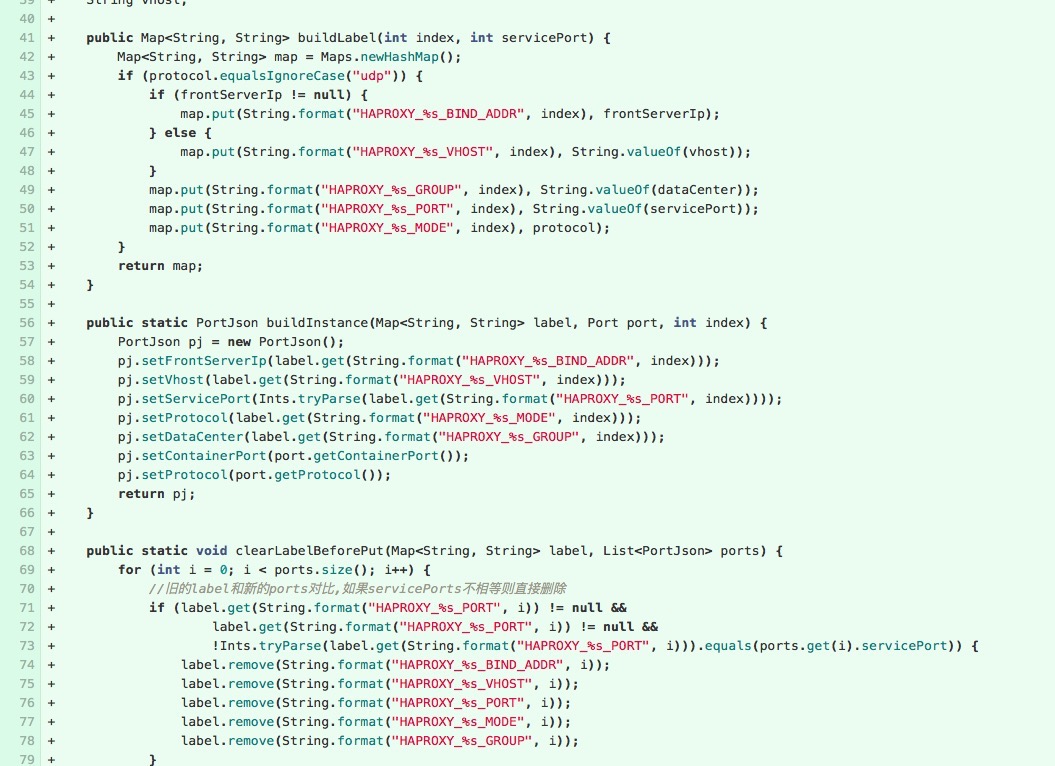 39 +     String vhost;
40 +
41 +     public Map<String, String> buildLabel(int index, int servicePort) {
42 +         Map<String, String> map = Maps.newHashMap();
43 +         if (protocol.equalsIgnoreCase("udp")) {
44 +             if (frontServerIp != null) {
45 +                 map.put(String.format("HAPROXY_%s_BIND_ADDR", index), frontServerIp);
46 +             } else {
47 +                 map.put(String.format("HAPROXY_%s_VHOST", index), String.valueOf(vhost));
48 +             }
49 +             map.put(String.format("HAPROXY_%s_GROUP", index), String.valueOf(dataCenter));
50 +             map.put(String.format("HAPROXY_%s_PORT", index), String.valueOf(servicePort));
51 +             map.put(String.format("HAPROXY_%s_MODE", index), protocol);
52 +         }
53 +         return map;
54 +     }
55 +
56 +     public static PortJson buildInstance(Map<String, String> label, Port port, int index) {
57 +         PortJson pj = new PortJson();
58 +         pj.setFrontServerIp(label.get(String.format("HAPROXY_%s_BIND_ADDR", index)));
59 +         pj.setVhost(label.get(String.format("HAPROXY_%s_VHOST", index)));
60 +         pj.setServicePort(Ints.tryParse(label.get(String.format("HAPROXY_%s_PORT", index))));
61 +         pj.setProtocol(label.get(String.format("HAPROXY_%s_MODE", index)));
62 +         pj.setDataCenter(label.get(String.format("HAPROXY_%s_GROUP", index)));
63 +         pj.setContainerPort(port.getContainerPort());
64 +         pj.setProtocol(port.getProtocol());
65 +         return pj;
66 +     }
67 +
68 +     public static void clearLabelBeforePut(Map<String, String> label, List<PortJson> ports) {
69 +         for (int i = 0; i < ports.size(); i++) {
70 +             //旧的label和新的ports对比,如果servicePorts不相等则直接删除
71 +             if (label.get(String.format("HAPROXY_%s_PORT", i)) != null &&
72 +                     label.get(String.format("HAPROXY_%s_PORT", i)) != null &&
73 +                     !Ints.tryParse(label.get(String.format("HAPROXY_%s_PORT", i))).equals(ports.get(i).servicePort)) {
74 +                 label.remove(String.format("HAPROXY_%s_BIND_ADDR", i));
75 +                 label.remove(String.format("HAPROXY_%s_VHOST", i));
76 +                 label.remove(String.format("HAPROXY_%s_PORT", i));
77 +                 label.remove(String.format("HAPROXY_%s_MODE", i));
78 +                 label.remove(String.format("HAPROXY_%s_GROUP", i));
79 +             }